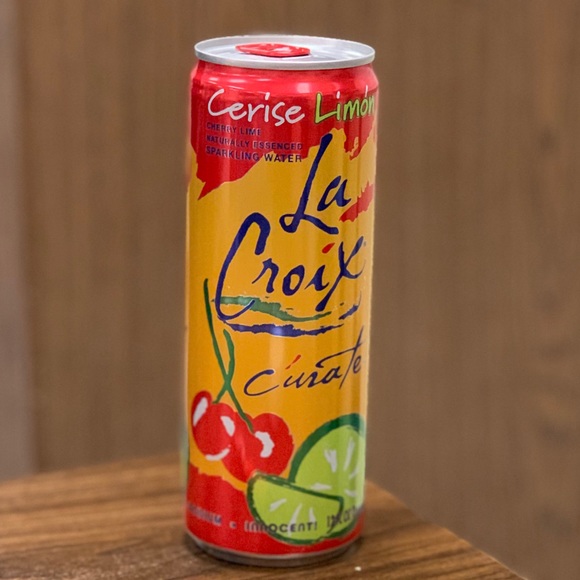 Cerise Limón
CHERRY LIME
NATURALLY ESSENCED
SPARKLING WATER
La
Croix
Cúrate
INNOCENT!